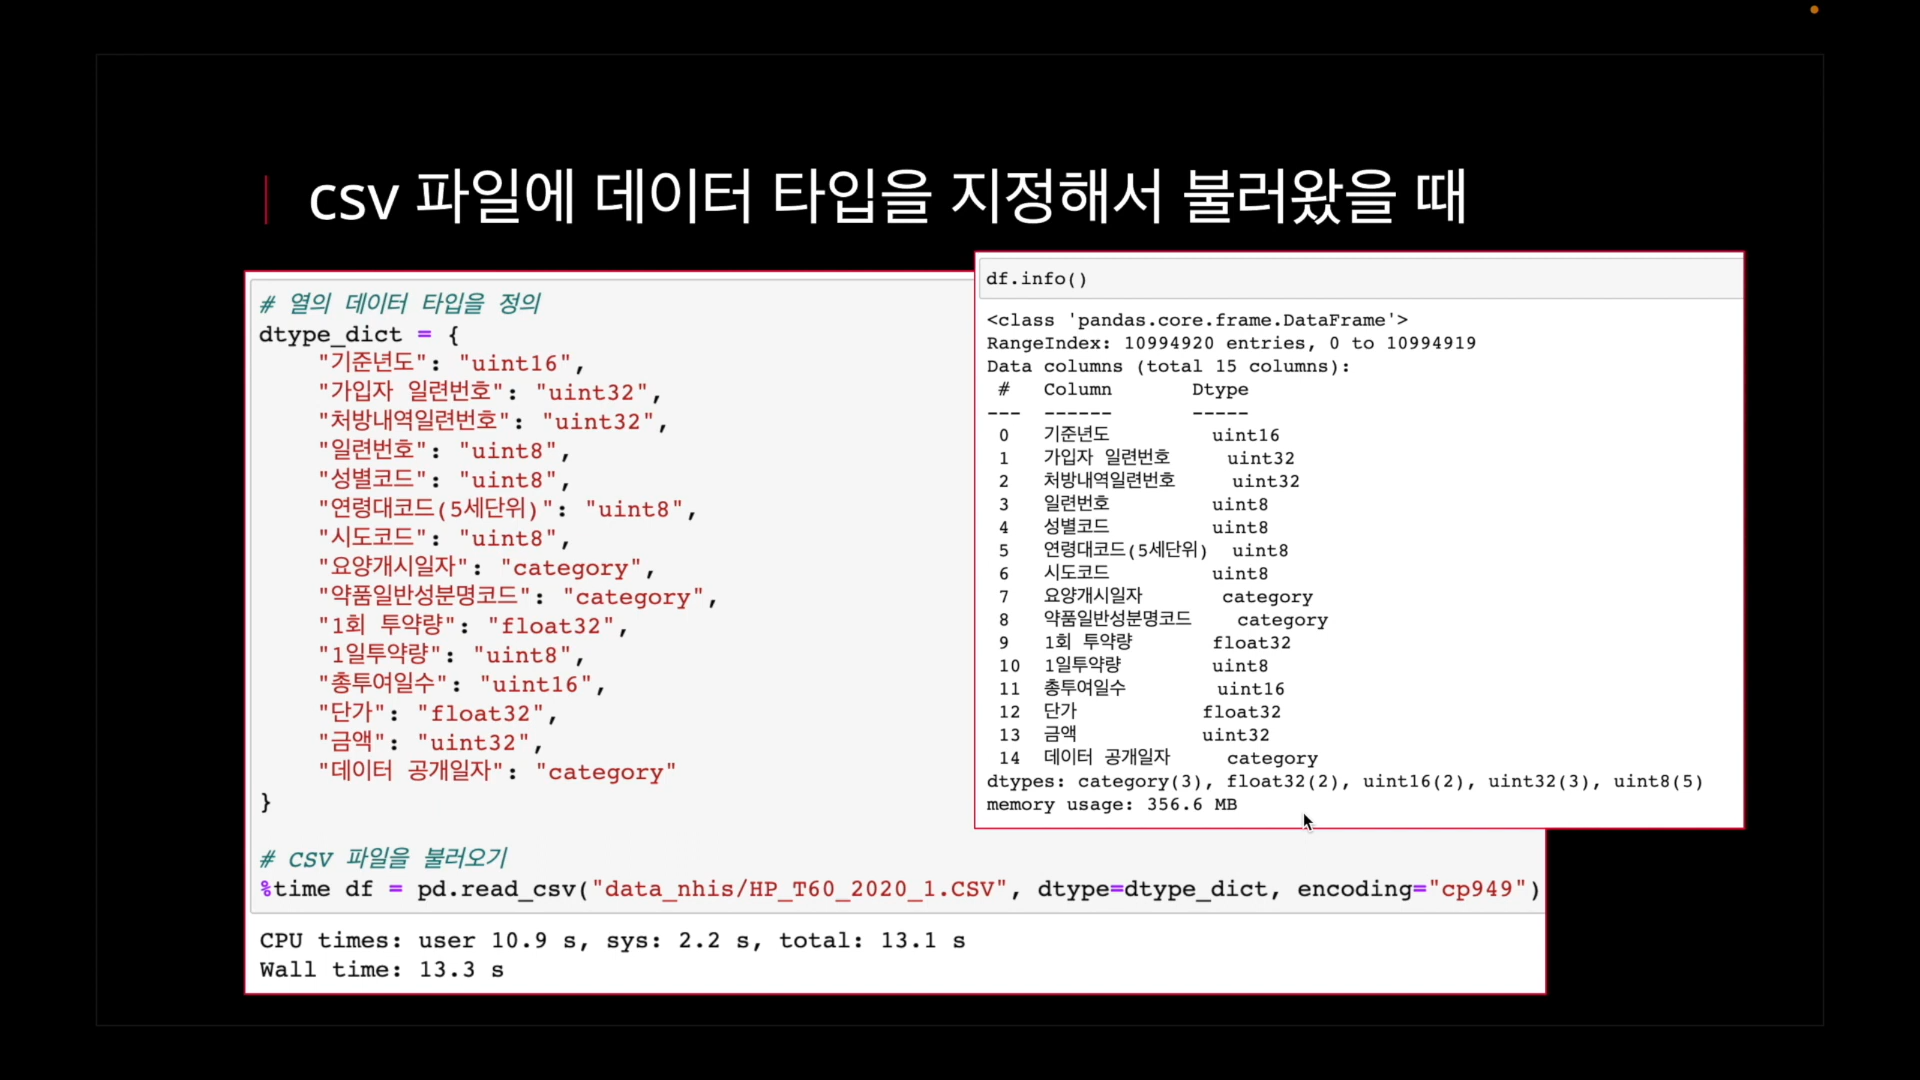 csv 파일에 데이터 타입을 지정해서 불러왔을 때
# 열의 데이터 타입을 정의
dtype_dict = {
"기준년도": "uint16",
"가입자 일련번호": "uint32",
"처방내역일련번호": "uint32",
"일련번호": "uint8",
"성별코드": "uint8",
"연령대코드(5세단위)": "uint8",
"시도코드": "uint8",
"요양개시일자": "category",
"약품일반성분명코드": "category",
"1회 투약량": "float32",
"1일투약량": "uint8",
"총투여일수": "uint16",
"단가": "float32",
"금액": "uint32",
"데이터 공개일자": "category"
}
# csv 파일을 불러오기
%time df = pd.read_csv("data_nhis/HP_T60_2020_1.CSV", dtype=dtype_dict, encoding="cp949")
CPU times: user 10.9 s, sys: 2.2 s, total: 13.1 s
Wall time: 13.3 s
df.info()
<class 'pandas.core.frame.DataFrame'>
RangeIndex: 10994920 entries, 0 to 10994919
Data columns (total 15 columns):
# Column Dtype
--- ------ -----
0 기준년도 uint16
1 가입자 일련번호 uint32
2 처방내역일련번호 uint32
3 일련번호 uint8
4 성별코드 uint8
5 연령대코드(5세단위) uint8
6 시도코드 uint8
7 요양개시일자 category
8 약품일반성분명코드 category
9 1회 투약량 float32
10 1일투약량 uint8
11 총투여일수 uint16
12 단가 float32
13 금액 uint32
14 데이터 공개일자 category
dtypes: category(3), float32(2), uint16(2), uint32(3), uint8(5)
memory usage: 356.6 MB